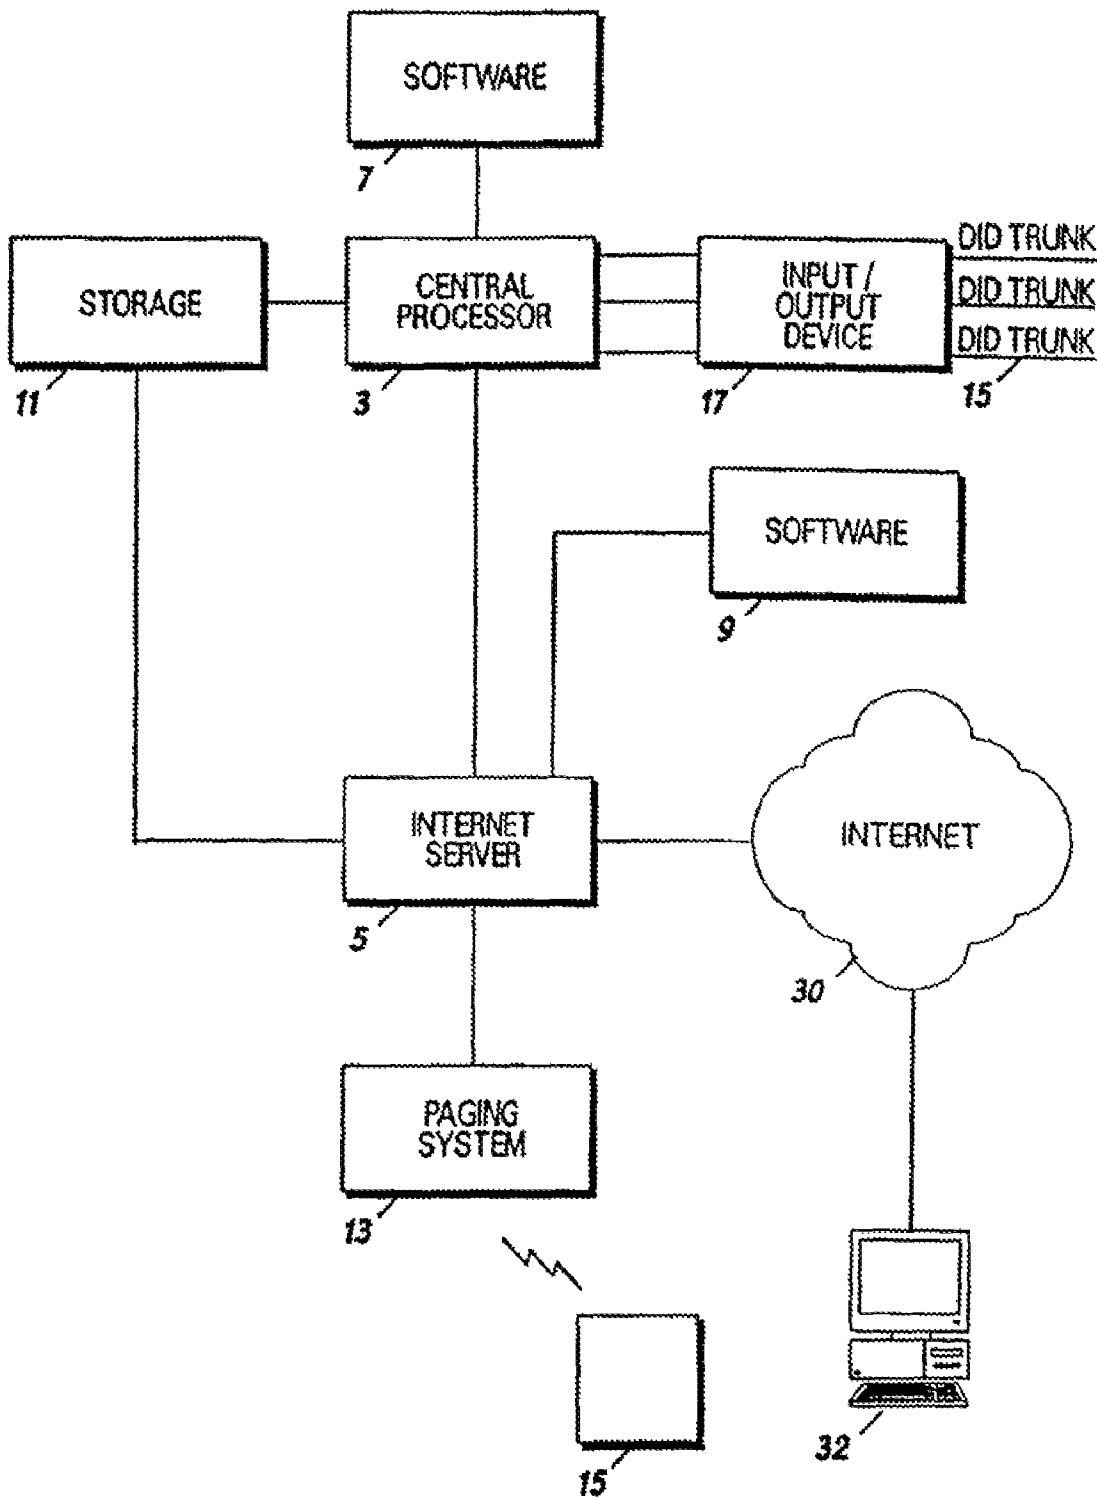 SOFTWARE
7
STORAGE
11
CENTRAL
PROCESSOR
3
INPUT /
OUTPUT
DEVICE
17
DID TRUNK
DID TRUNK
DID TRUNK
15
SOFTWARE
9
INTERNET
SERVER
5
INTERNET
30
PAGING
SYSTEM
13
15
32